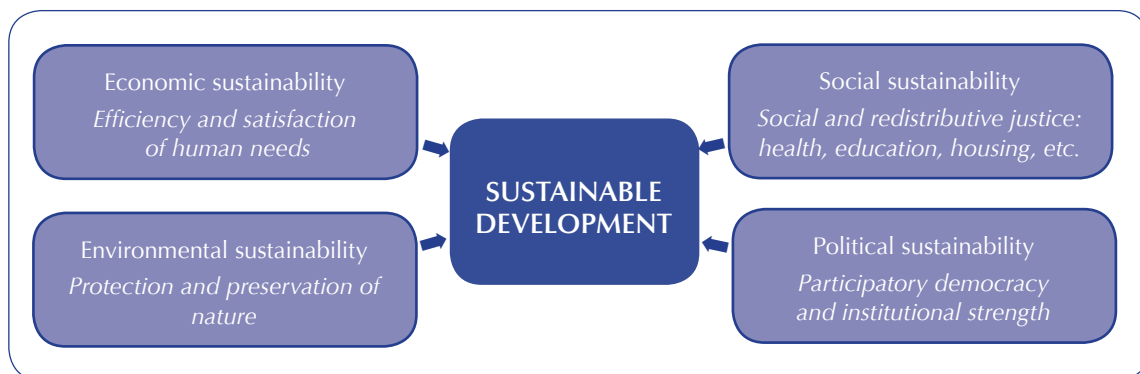 Economic sustainability
Efficiency and satisfaction
of human needs
Environmental sustainability
Protection and preservation of
nature
SUSTAINABLE
DEVELOPMENT
Social sustainability
Social and redistributive justice:
health, education, housing, etc.
Political sustainability
Participatory democracy
and institutional strength